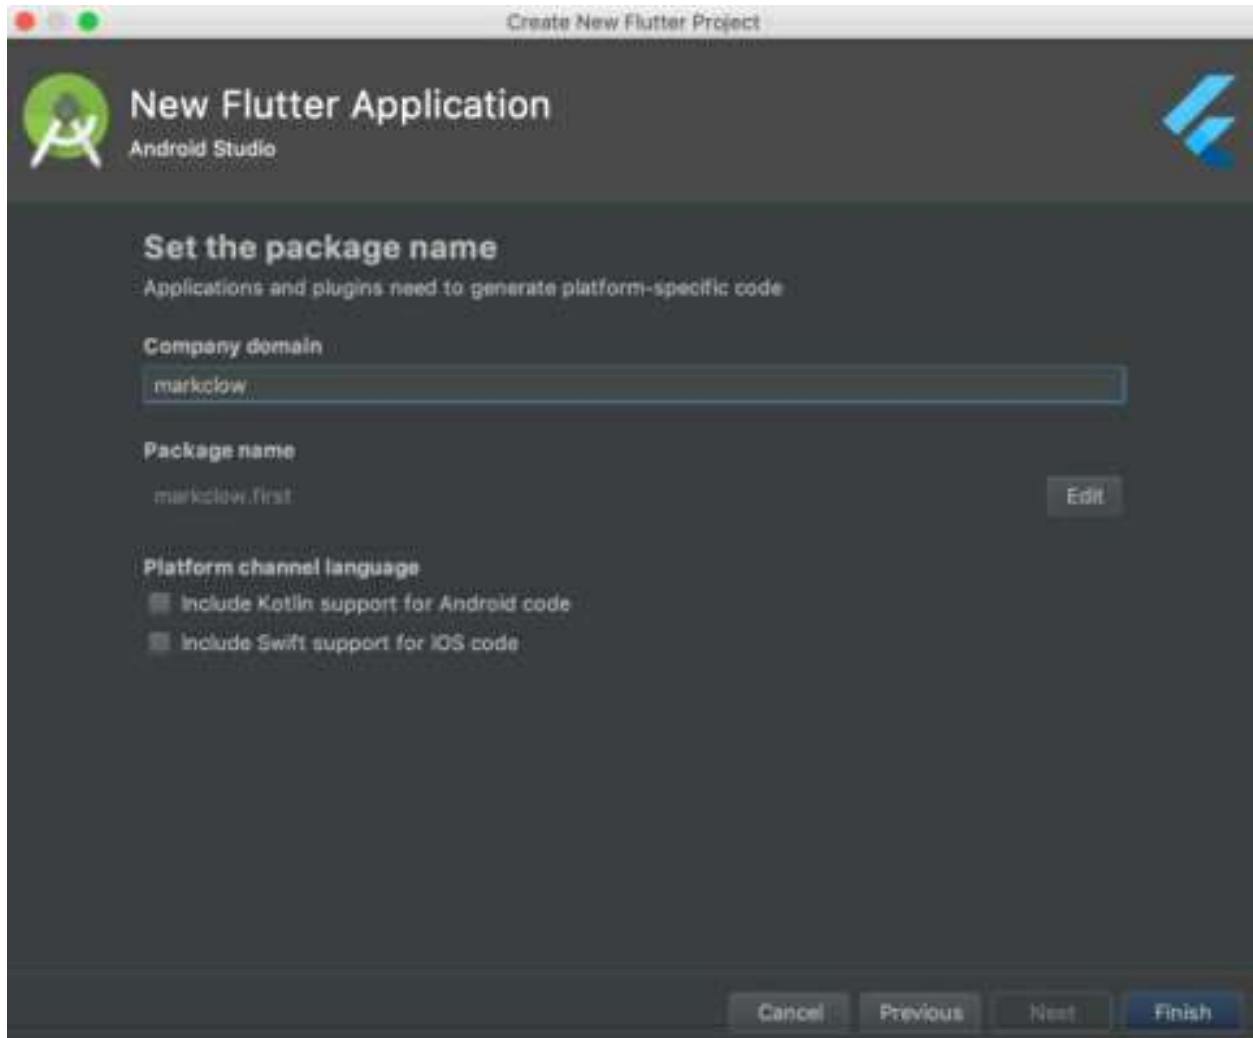 Create New Flutter Project
New Flutter Application
Android Studio
Set the package name
Applications and plugins need to generate platform-specific code
Company domain
markclow
Package name
markclow.first
Edit
Platform channel language
Include Kotlin support for Android code
Include Swift support for iOS code
Cancel
Previous
Next
Finish